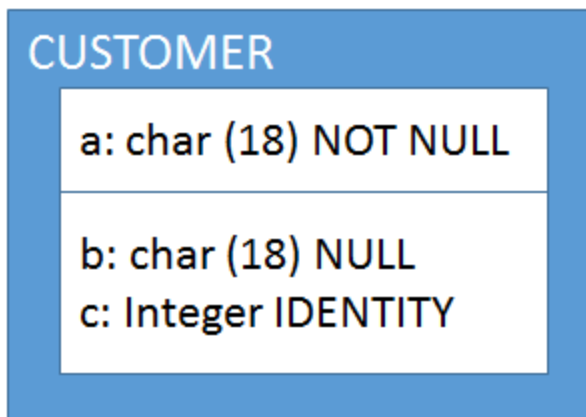 CUSTOMER
a: char (18) NOT NULL
b: char (18) NULL
c: Integer IDENTITY